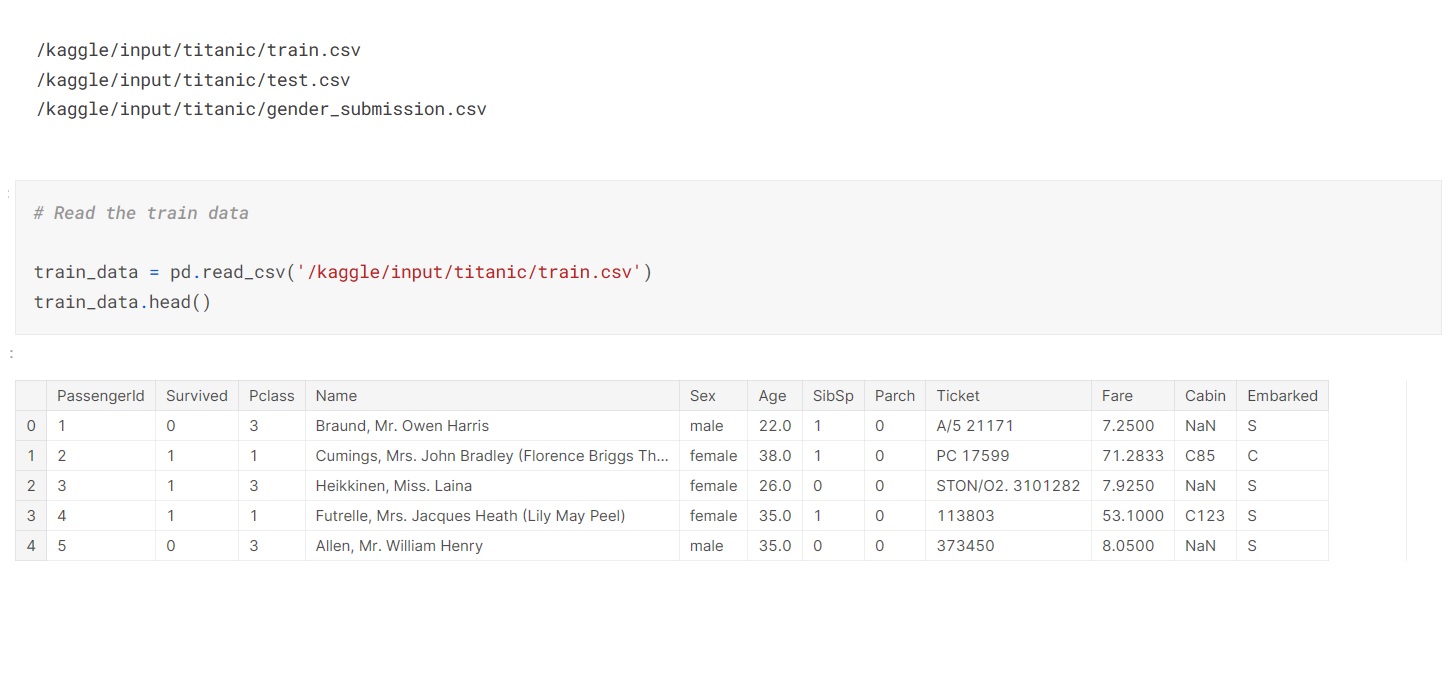 /kaggle/input/titanic/train.csv
/kaggle/input/titanic/test.csv
/kaggle/input/titanic/gender_submission.csv
:
# Read the train data
train_data = pd.read_csv('/kaggle/input/titanic/train.csv')
train_data.head()
:
PassengerId Survived Pclass Name Sex Age SibSp Parch Ticket Fare Cabin Embarked
0 1 0 3 Braund, Mr. Owen Harris male 22.0 1 0 A/5 21171 7.2500 NaN S
1 2 1 1 Cumings, Mrs. John Bradley (Florence Briggs Th... female 38.0 1 0 PC 17599 71.2833 C85 C
2 3 1 3 Heikkinen, Miss. Laina female 26.0 0 0 STON/O2. 3101282 7.9250 NaN S
3 4 1 1 Futrelle, Mrs. Jacques Heath (Lily May Peel) female 35.0 1 0 113803 53.1000 C123 S
4 5 0 3 Allen, Mr. William Henry male 35.0 0 0 373450 8.0500 NaN S